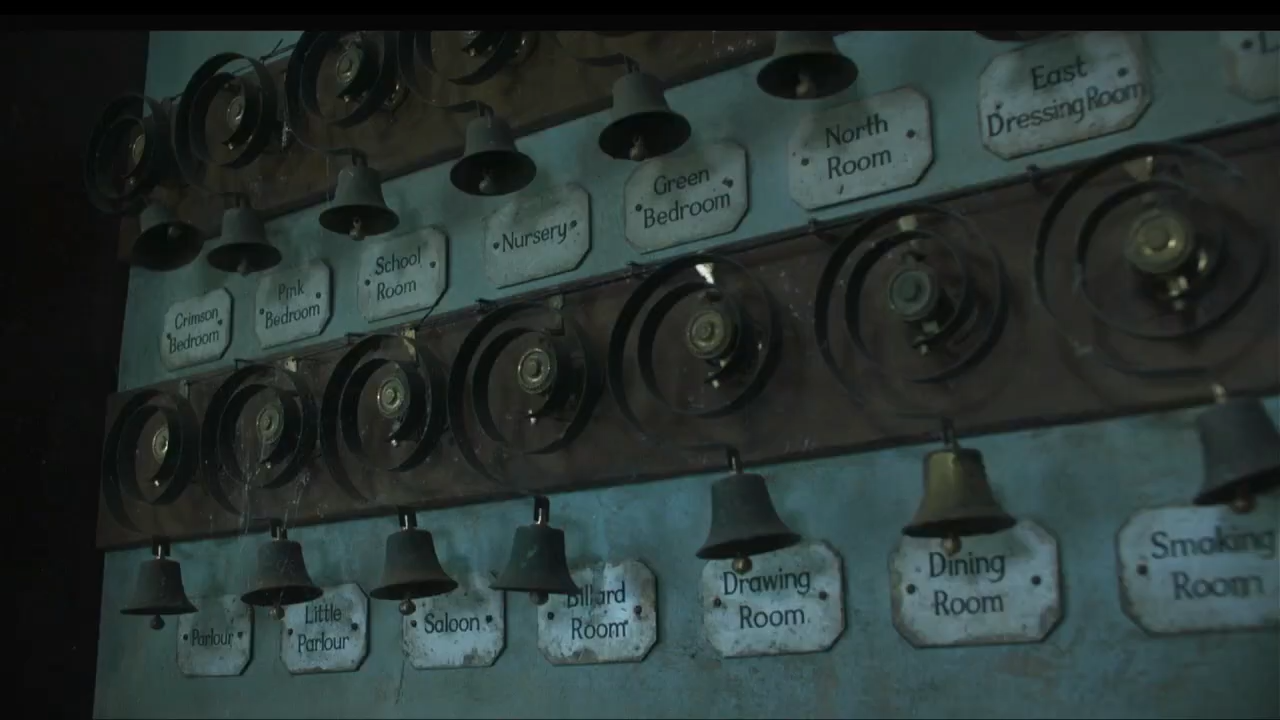 Crimson
Bedroom
Pink
Bedroom
School
Room
Nursery
Green
Bedroom
North
Room
East
Dressing Room
Parlour
Little
Parlour
Saloon
Billiard
Room
Drawing
Room
Dining
Room
Smoking
Room